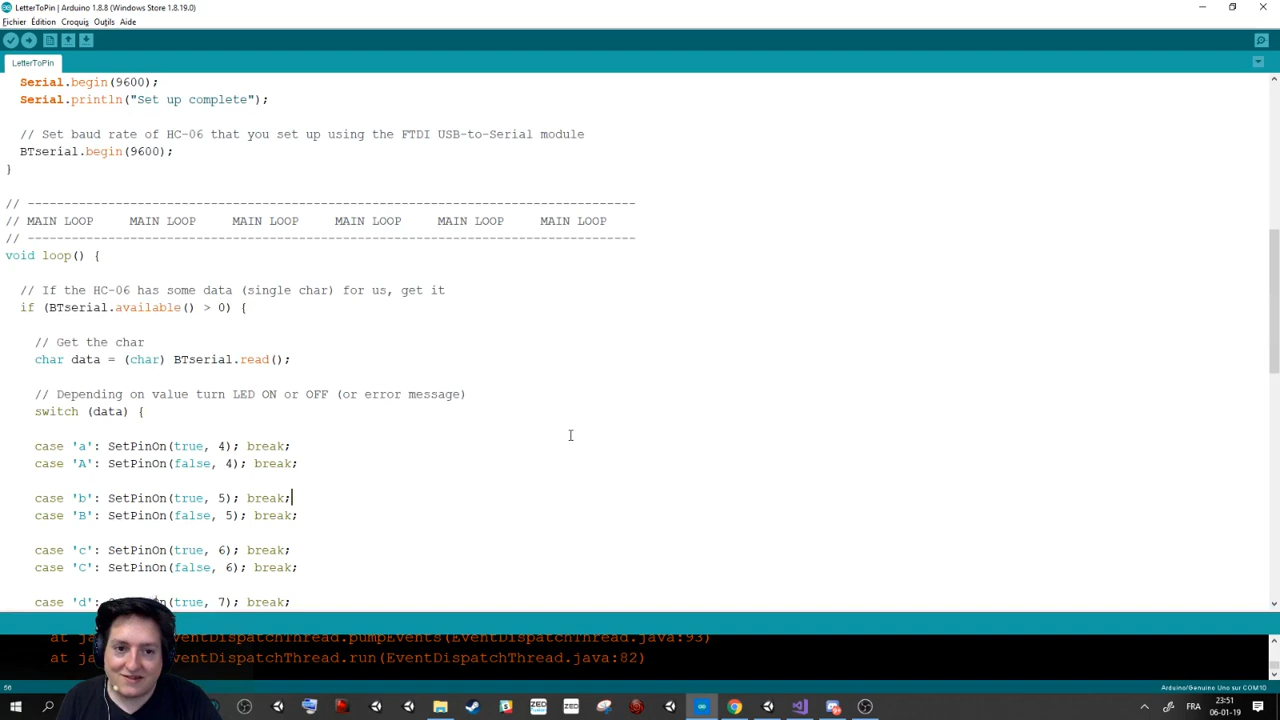 LetterToPin | Arduino 1.8.8 (Windows Store 1.8.19.0)
Fichier Édition Croquis Outils Aide
LetterToPin
Serial.begin(9600);
Serial.println("Set up complete");
// Set baud rate of HC-06 that you set up using the FTDI USB-to-Serial module
BTserial.begin(9600);
}
// -----------------------------------------------------------------------------------
// MAIN LOOP MAIN LOOP MAIN LOOP MAIN LOOP MAIN LOOP MAIN LOOP
// -----------------------------------------------------------------------------------
void loop() {
// If the HC-06 has some data (single char) for us, get it
if (BTserial.available() > 0) {
// Get the char
char data = (char) BTserial.read();
// Depending on value turn LED ON or OFF (or error message)
switch (data) {
case 'a': SetPinOn(true, 4); break;
case 'A': SetPinOn(false, 4); break;
case 'b': SetPinOn(true, 5); break;
case 'B': SetPinOn(false, 5); break;
case 'c': SetPinOn(true, 6); break;
case 'C': SetPinOn(false, 6); break;
case 'd': (true, 7); break;
at EventDispatchThread.pumpEvents(EventDispatchThread.java:93)
at EventDispatchThread.run(EventDispatchThread.java:82)
56
Arduino/Genuino Uno sur COM10
ZED
ZED
FRA
23:51
06-01-19